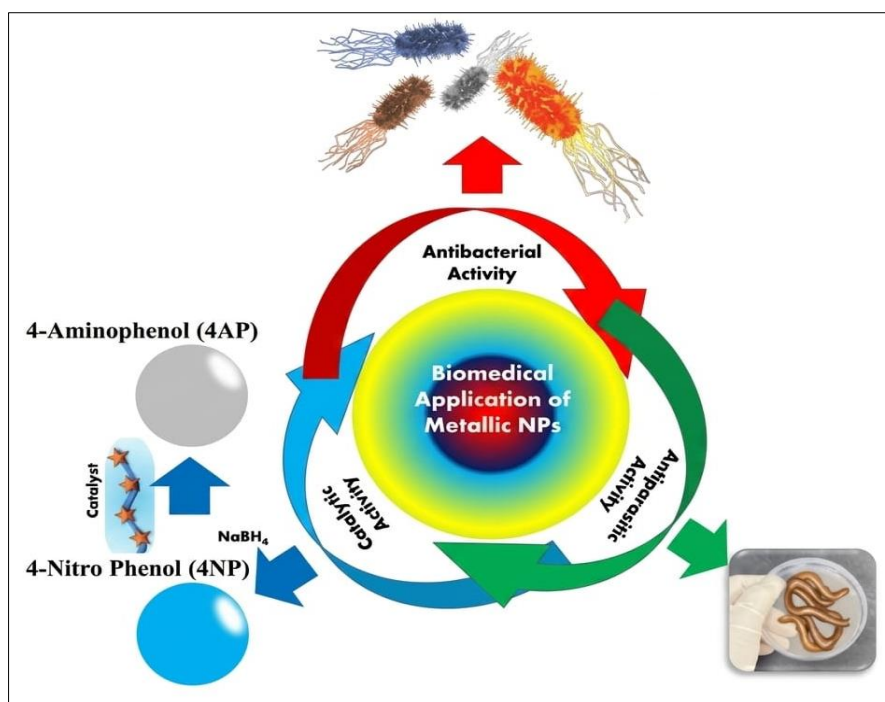 Antibacterial
Activity
4-Aminophenol (4AP)
Biomedical
Application of
Metallic NPs
Antiparasitic
Activity
Catalytic
Activity
Catalyst
NaBH₄
4-Nitro Phenol (4NP)